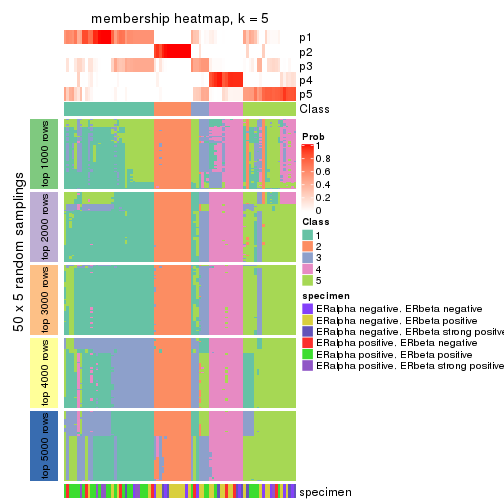 membership heatmap, k = 5
p1
p2
p3
p4
p5
Class
50 x 5 random samplings
top 1000 rows
top 2000 rows
top 3000 rows
top 4000 rows
top 5000 rows
Prob
1
0.8
0.6
0.4
0.2
0
Class
1
2
3
4
5
specimen
ERalpha negative. ERbeta negative
ERalpha negative. ERbeta positive
ERalpha negative. ERbeta strong positive
ERalpha positive. ERbeta negative
ERalpha positive. ERbeta positive
ERalpha positive. ERbeta strong positive
specimen